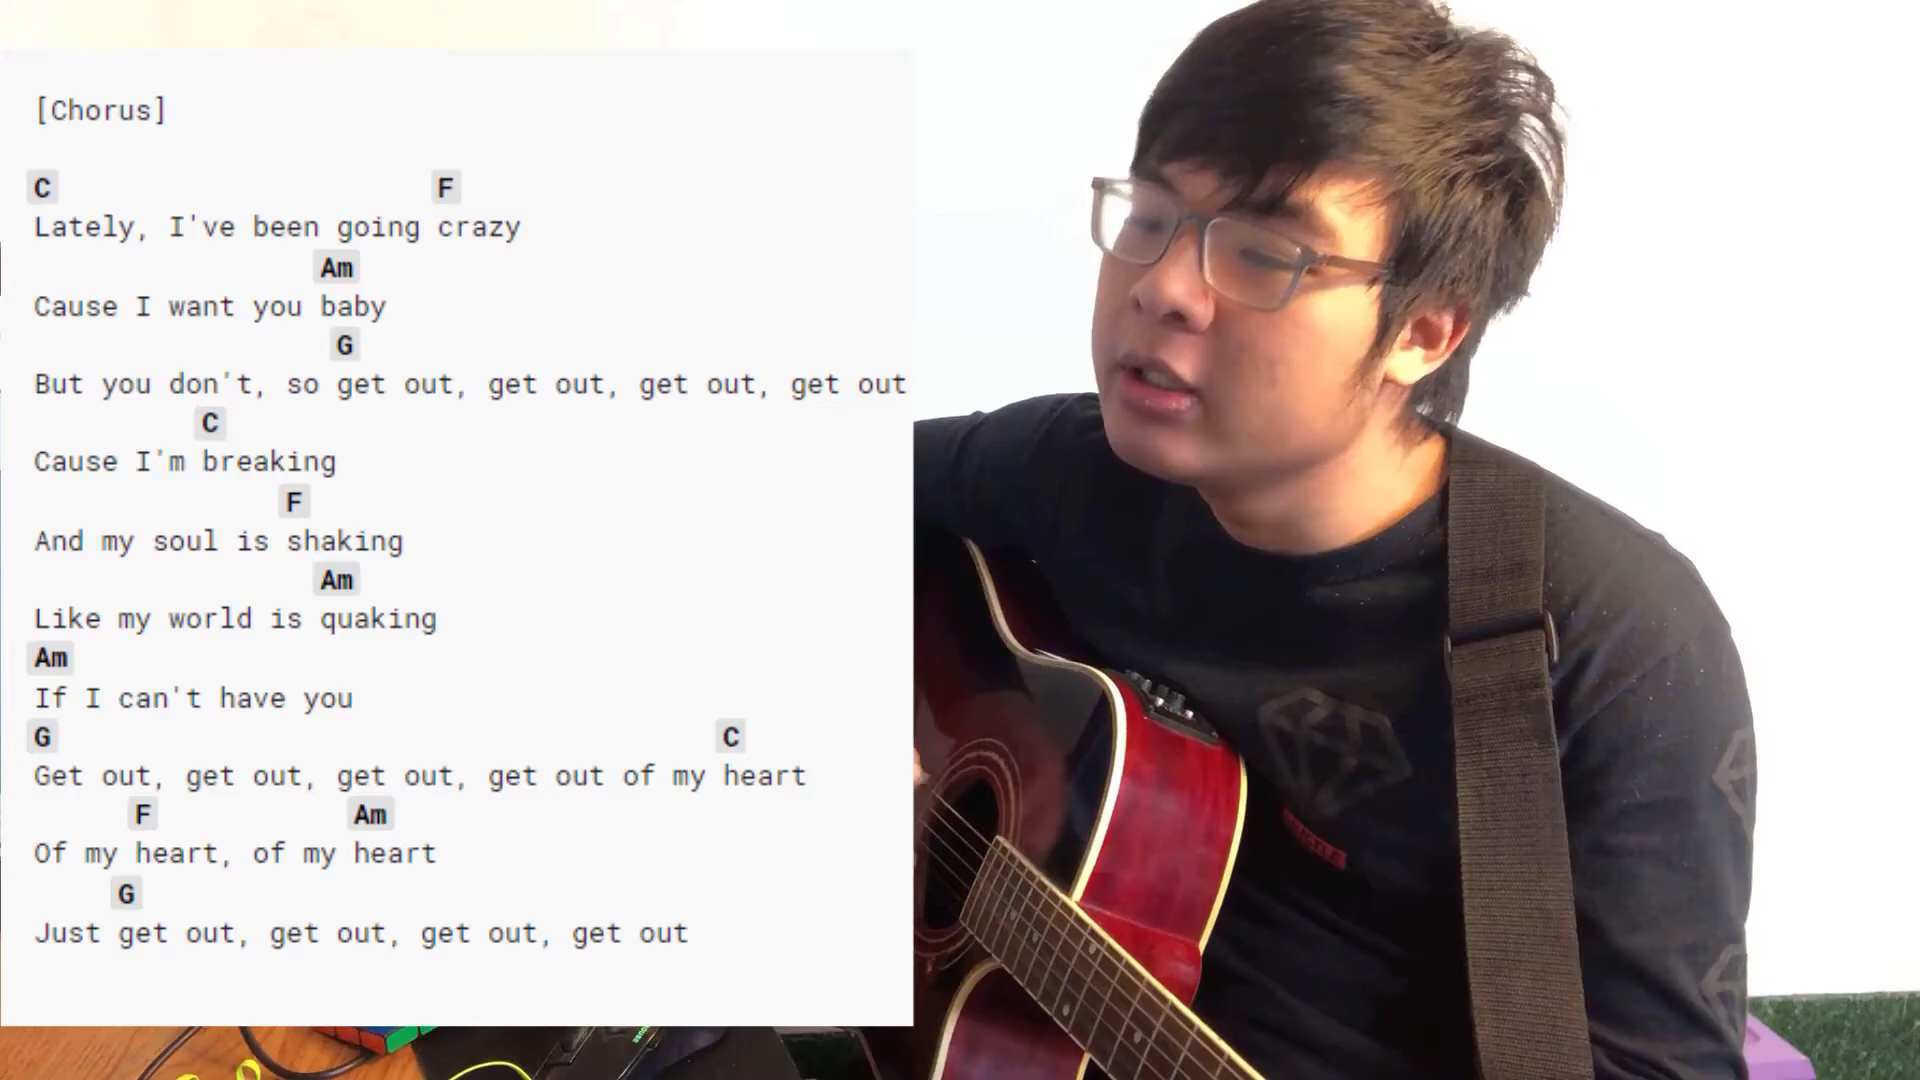 [Chorus]
C F
Lately, I've been going crazy
Am
Cause I want you baby
G
But you don't, so get out, get out, get out, get out
C
Cause I'm breaking
F
And my soul is shaking
Am
Like my world is quaking
Am
If I can't have you
G C
Get out, get out, get out, get out of my heart
F Am
Of my heart, of my heart
G
Just get out, get out, get out, get out